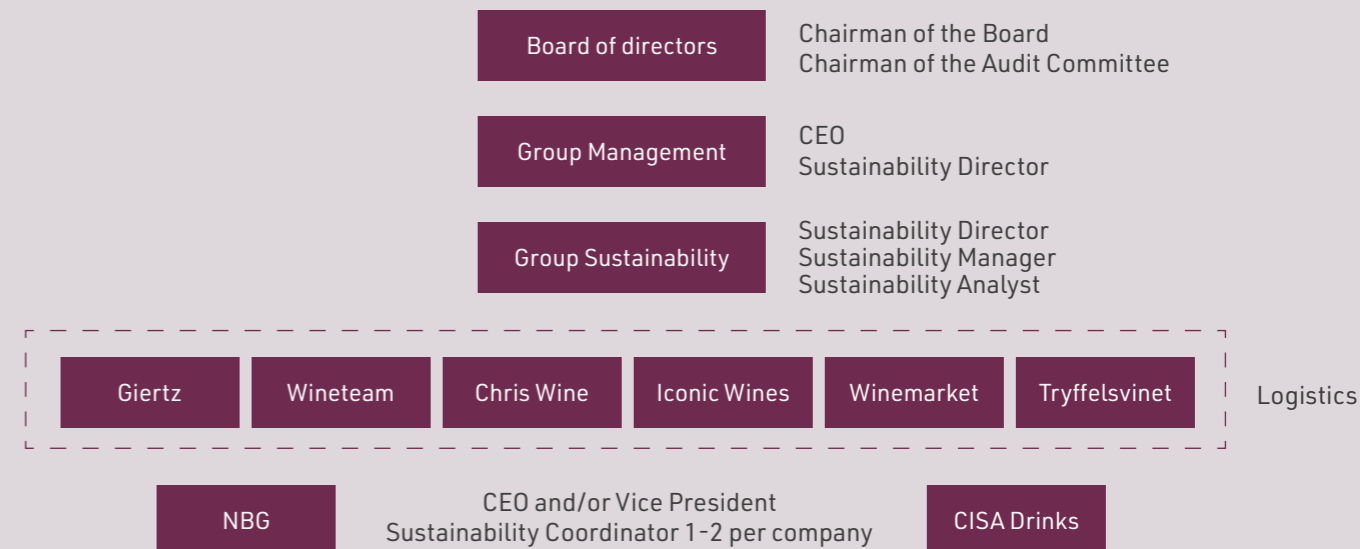 Board of directors
Chairman of the Board
Chairman of the Audit Committee
Group Management
CEO
Sustainability Director
Group Sustainability
Sustainability Director
Sustainability Manager
Sustainability Analyst
Giertz
Wineteam
Chris Wine
Iconic Wines
Winemarket
Tryffelsvinet
Logistics
NBG
CEO and/or Vice President
Sustainability Coordinator 1-2 per company
CISA Drinks